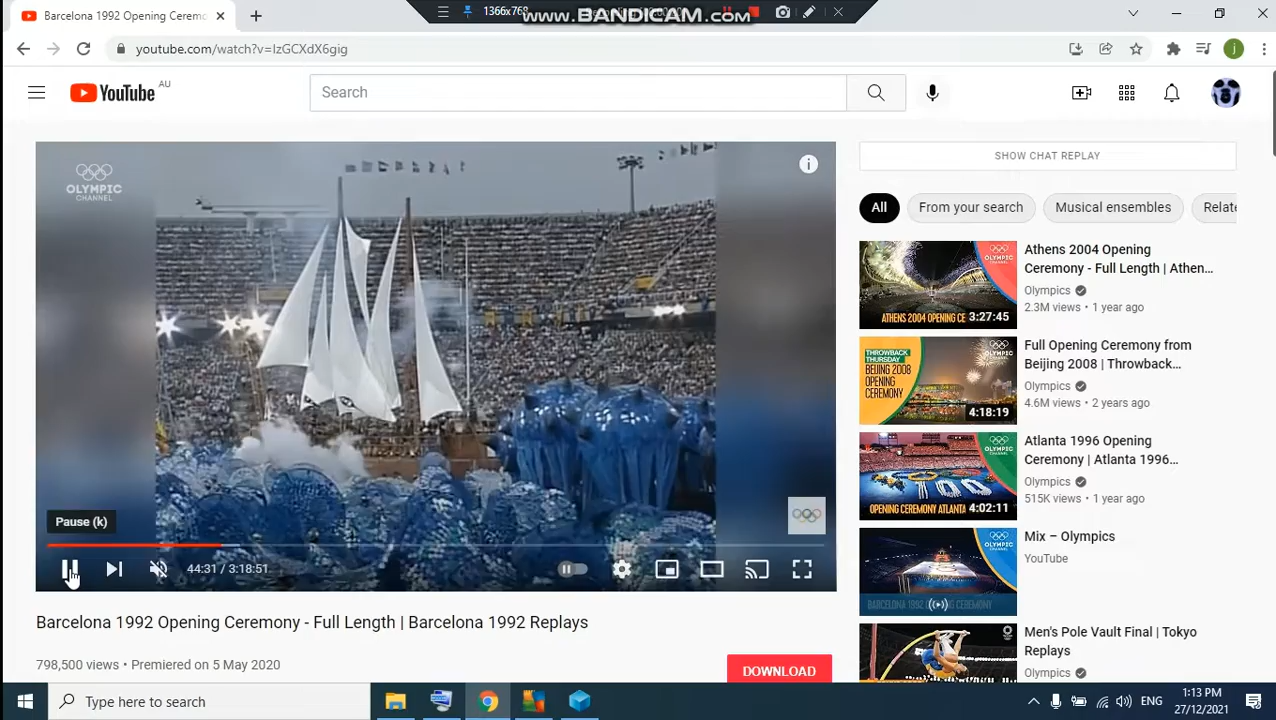 Barcelona 1992 Opening Ceremo
1366x768
www.BANDICAM.com
youtube.com/watch?v=IzGCXdX6gig
j
YouTube AU
Search
OLYMPIC
CHANNEL
i
SHOW CHAT REPLAY
All
From your search
Musical ensembles
Relate
Athens 2004 Opening
Ceremony - Full Length | Athen...
Olympics
2.3M views • 1 year ago
ATHENS 2004 OPENING CE
3:27:45
Full Opening Ceremony from
Beijing 2008 | Throwback...
Olympics
4.6M views • 2 years ago
THROWBACK
THURSDAY
BEIJING 2008
OPENING
CEREMONY
4:18:19
Atlanta 1996 Opening
Ceremony | Atlanta 1996...
Olympics
515K views • 1 year ago
100
OPENING CEREMONY ATLANTA
4:02:11
Mix – Olympics
YouTube
BARCELONA 1992 OPENING CEREMONY
Men's Pole Vault Final | Tokyo
Replays
Olympics
Pause (k)
44:31 / 3:18:51
Barcelona 1992 Opening Ceremony - Full Length | Barcelona 1992 Replays
798,500 views • Premiered on 5 May 2020
DOWNLOAD
Type here to search
ENG
1:13 PM
27/12/2021